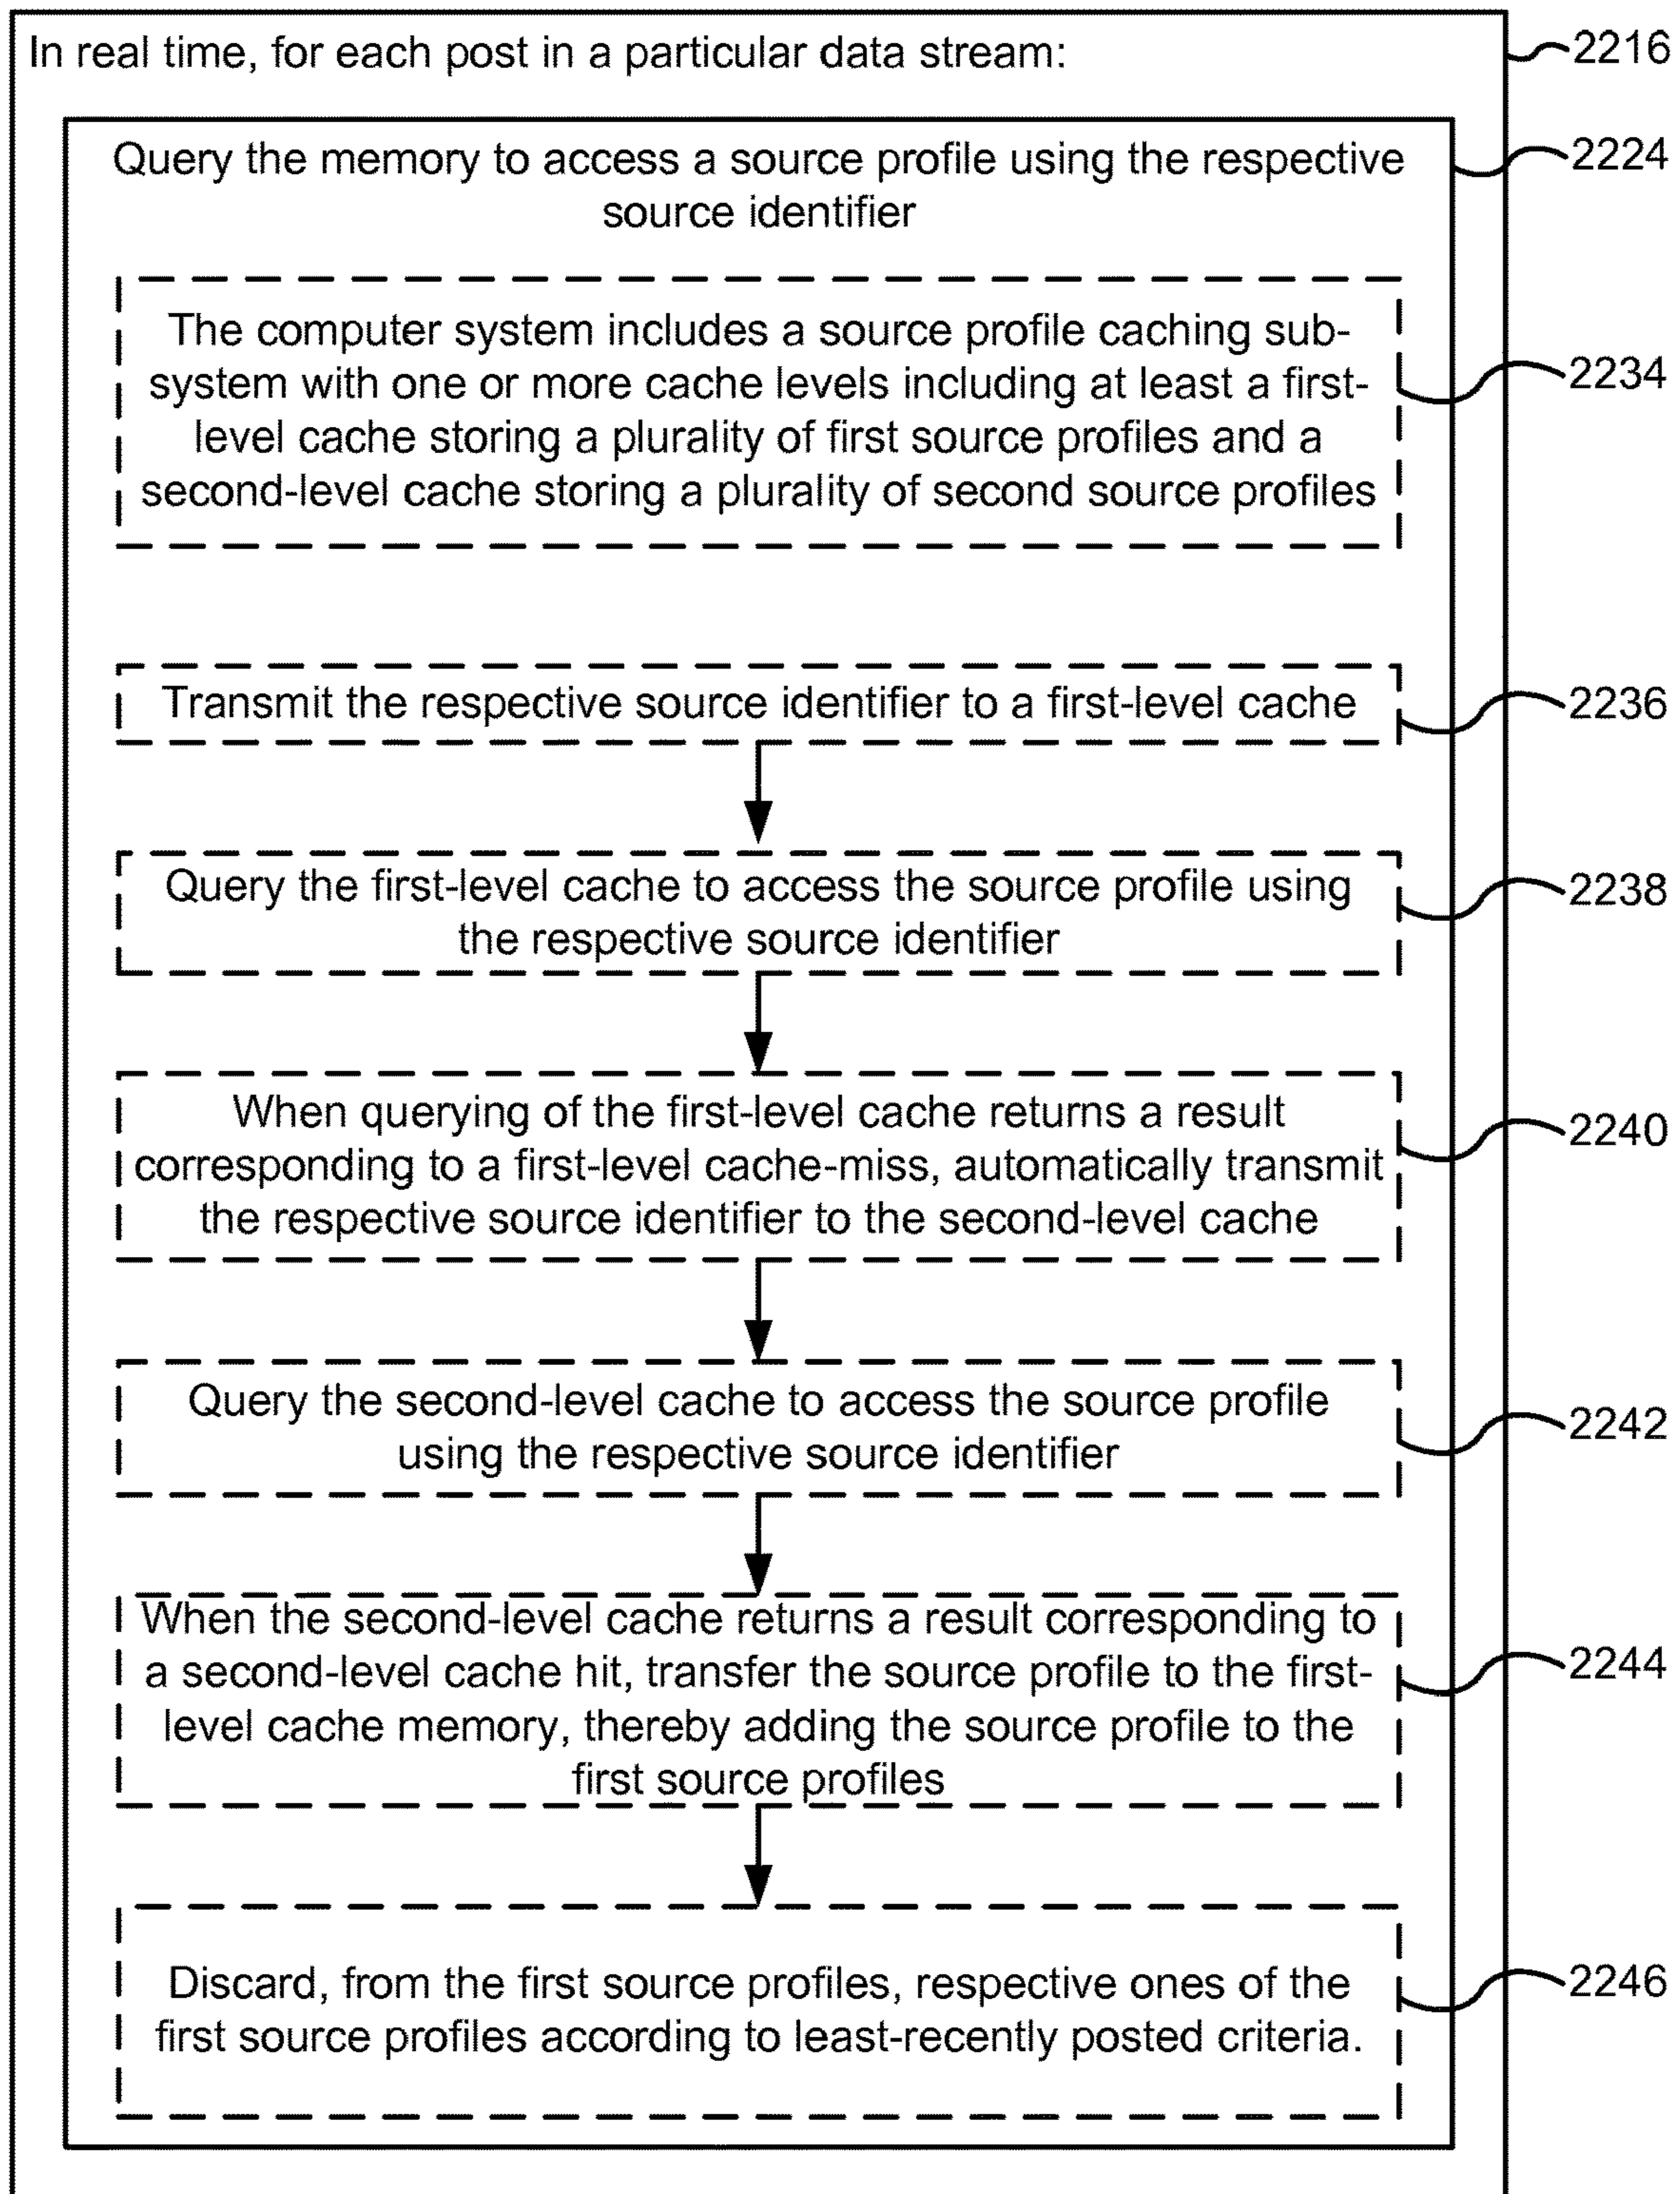 In real time, for each post in a particular data stream:
2216
Query the memory to access a source profile using the respective
source identifier
2224
The computer system includes a source profile caching sub-
system with one or more cache levels including at least a first-
level cache storing a plurality of first source profiles and a
second-level cache storing a plurality of second source profiles
2234
Transmit the respective source identifier to a first-level cache
2236
Query the first-level cache to access the source profile using
the respective source identifier
2238
When querying of the first-level cache returns a result
corresponding to a first-level cache-miss, automatically transmit
the respective source identifier to the second-level cache
2240
Query the second-level cache to access the source profile
using the respective source identifier
2242
When the second-level cache returns a result corresponding to
a second-level cache hit, transfer the source profile to the first-
level cache memory, thereby adding the source profile to the
first source profiles
2244
Discard, from the first source profiles, respective ones of the
first source profiles according to least-recently posted criteria.
2246